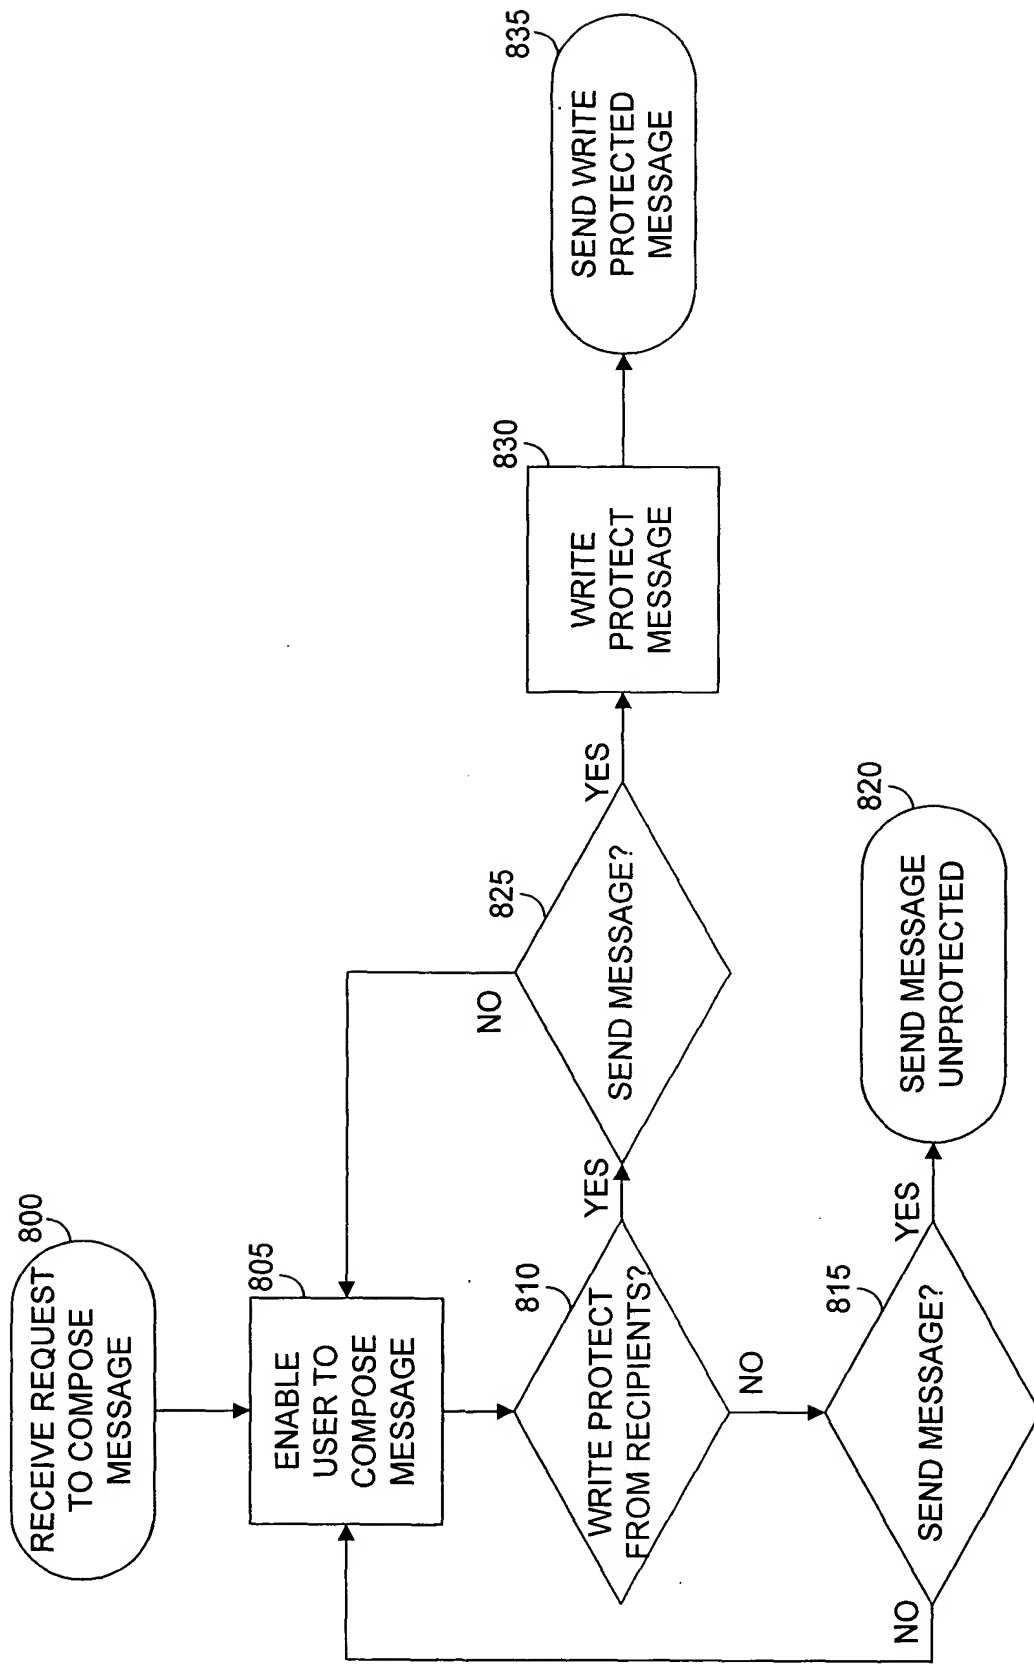 800
RECEIVE REQUEST
TO COMPOSE
MESSAGE
805
ENABLE
USER TO
COMPOSE
MESSAGE
810
WRITE PROTECT
FROM RECIPIENTS?
YES
NO
815
SEND MESSAGE?
NO
YES
820
SEND MESSAGE
UNPROTECTED
825
SEND MESSAGE?
NO
YES
830
WRITE
PROTECT
MESSAGE
835
SEND WRITE
PROTECTED
MESSAGE